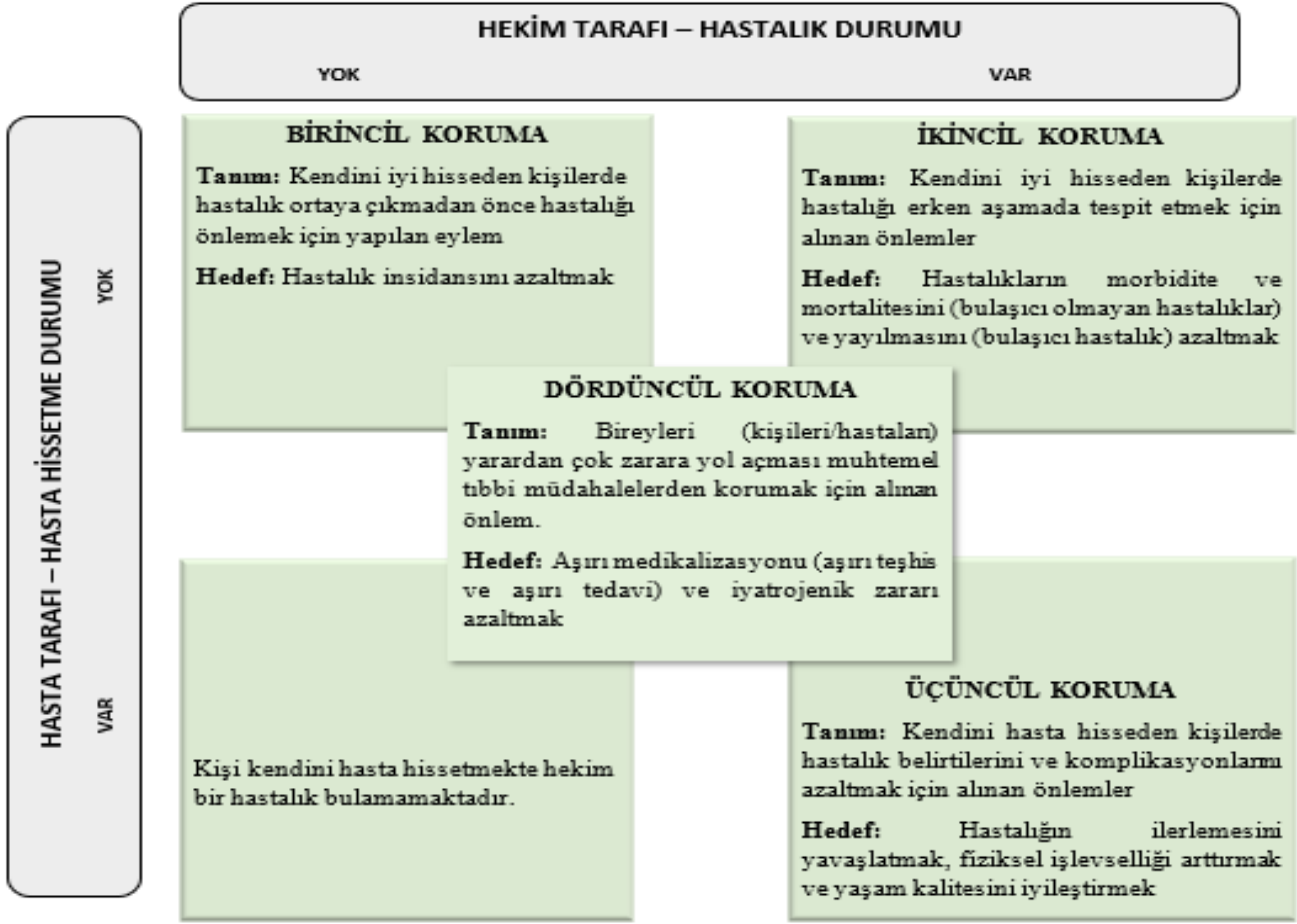 HEKİM TARAFI – HASTALIK DURUMU
YOK
VAR
HASTA TARAFI – HASTA HİSSETME DURUMU
YOK
VAR
BİRİNCİL KORUMA
Tanım: Kendini iyi hisseden kişilerde
hastalık ortaya çıkmadan önce hastalığı
önlemek için yapılan eylem
Hedef: Hastalık insidansını azaltmak
İKİNCİL KORUMA
Tanım: Kendini iyi hisseden kişilerde
hastalığı erken aşamada tespit etmek için
alınan önlemler
Hedef: Hastalıkların morbidite ve
mortalitesini (bulaşıcı olmayan hastalıklar)
ve yayılmasını (bulaşıcı hastalık) azaltmak
DÖRDÜNCÜL KORUMA
Tanım: Bireyleri (kişileri/hastaları)
yarardan çok zarara yol açması muhtemel
tıbbi müdahalelerden korumak için alınan
önlem.
Hedef: Aşırı medikalizasyonu (aşırı teşhis
ve aşırı tedavi) ve iyatrojenik zararı
azaltmak
Kişi kendini hasta hissetmekte hekim
bir hastalık bulamamaktadır.
ÜÇÜNCÜL KORUMA
Tanım: Kendini hasta hisseden kişilerde
hastalık belirtilerini ve komplikasyonlarını
azaltmak için alınan önlemler
Hedef: Hastalığın ilerlemesini
yavaşlatmak, fiziksel işlevselliği arttırmak
ve yaşam kalitesini iyileştirmek